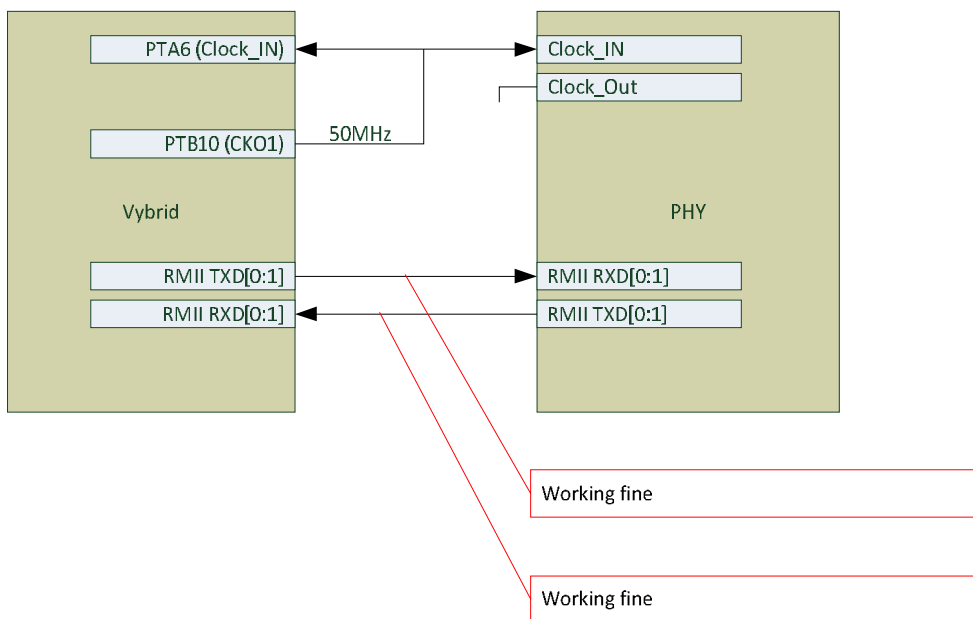 PTA6 (Clock_IN)
Clock_IN
Clock_Out
PTB10 (CKO1)
50MHz
Vybrid
PHY
RMII TXD[0:1]
RMII RXD[0:1]
RMII RXD[0:1]
RMII TXD[0:1]
Working fine
Working fine